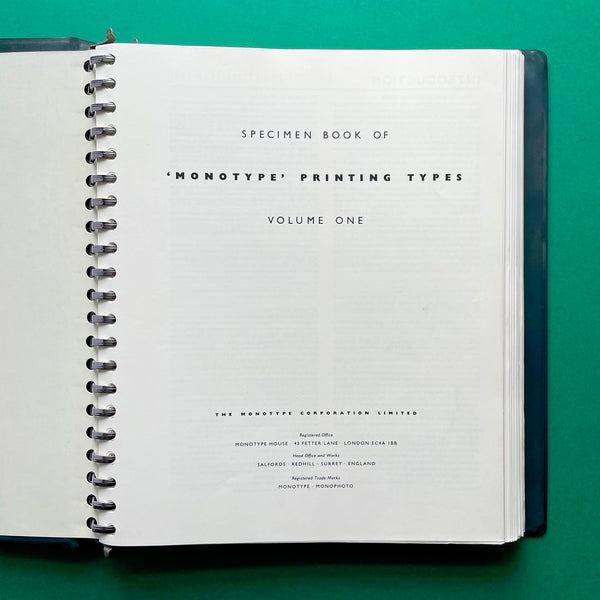 SPECIMEN BOOK OF
‘MONOTYPE’ PRINTING TYPES
VOLUME ONE
THE MONOTYPE CORPORATION LIMITED
Registered Office
MONOTYPE HOUSE · 43 FETTER LANE · LONDON EC4A 1BB
Head Office and Works
SALFORDS · REDHILL · SURREY · ENGLAND
Registered Trade Marks
MONOTYPE · MONOPHOTO